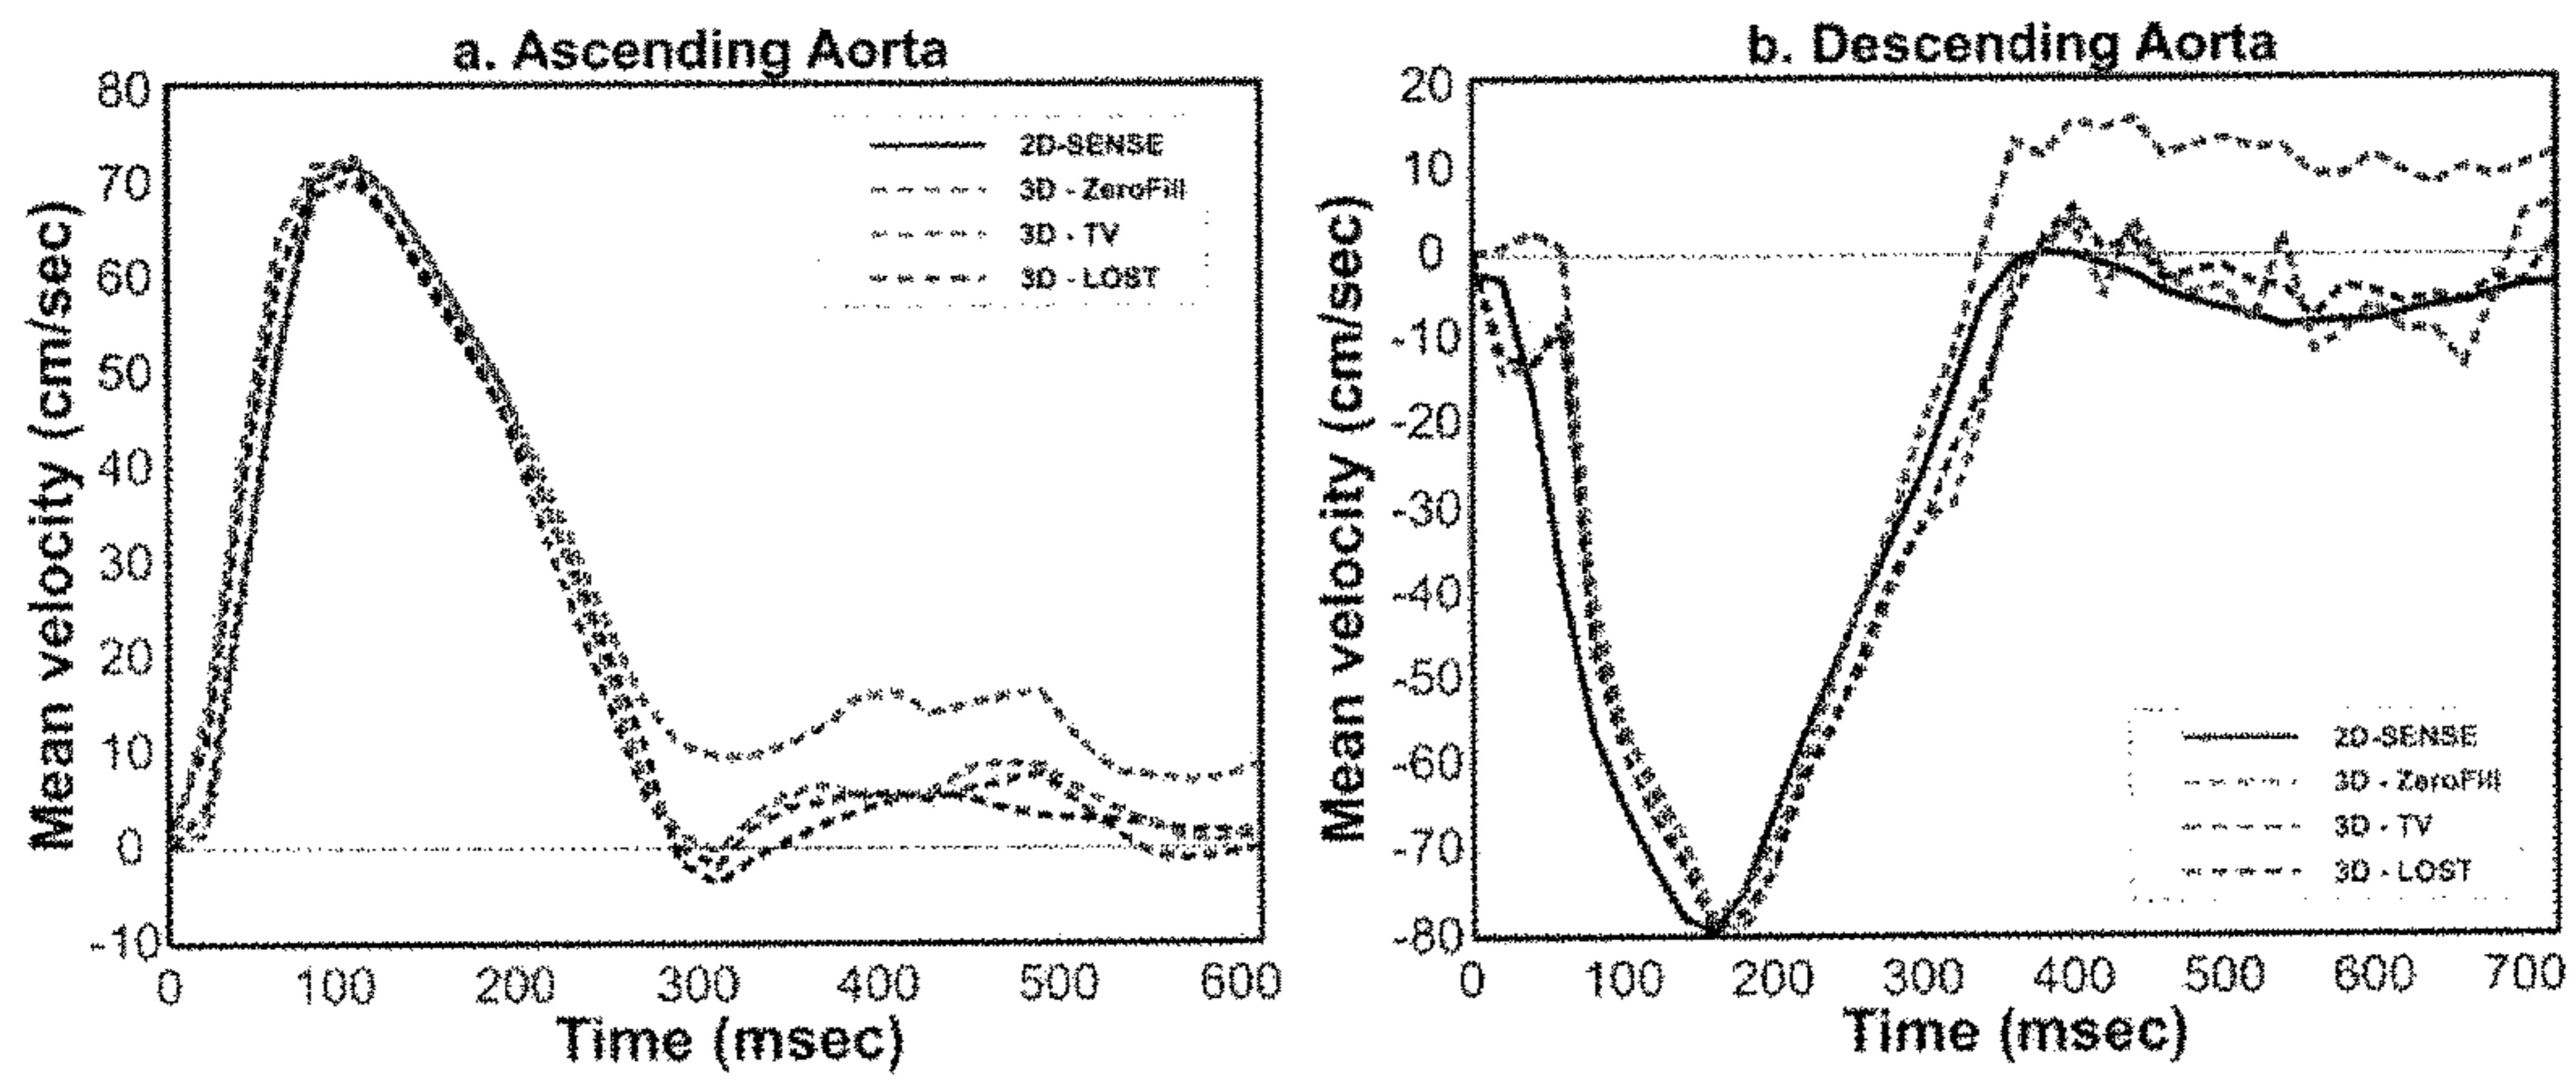 a. Ascending Aorta
80
70
60
50
40
30
20
10
0
-10
Mean velocity (cm/sec)
2D-SENSE
3D - ZeroFill
3D - TV
3D - LOST
0 100 200 300 400 500 600
Time (msec)
b. Descending Aorta
20
10
0
-10
-20
-30
-40
-50
-60
-70
-80
Mean velocity (cm/sec)
2D-SENSE
3D - ZeroFill
3D - TV
3D - LOST
0 100 200 300 400 500 600 700
Time (msec)